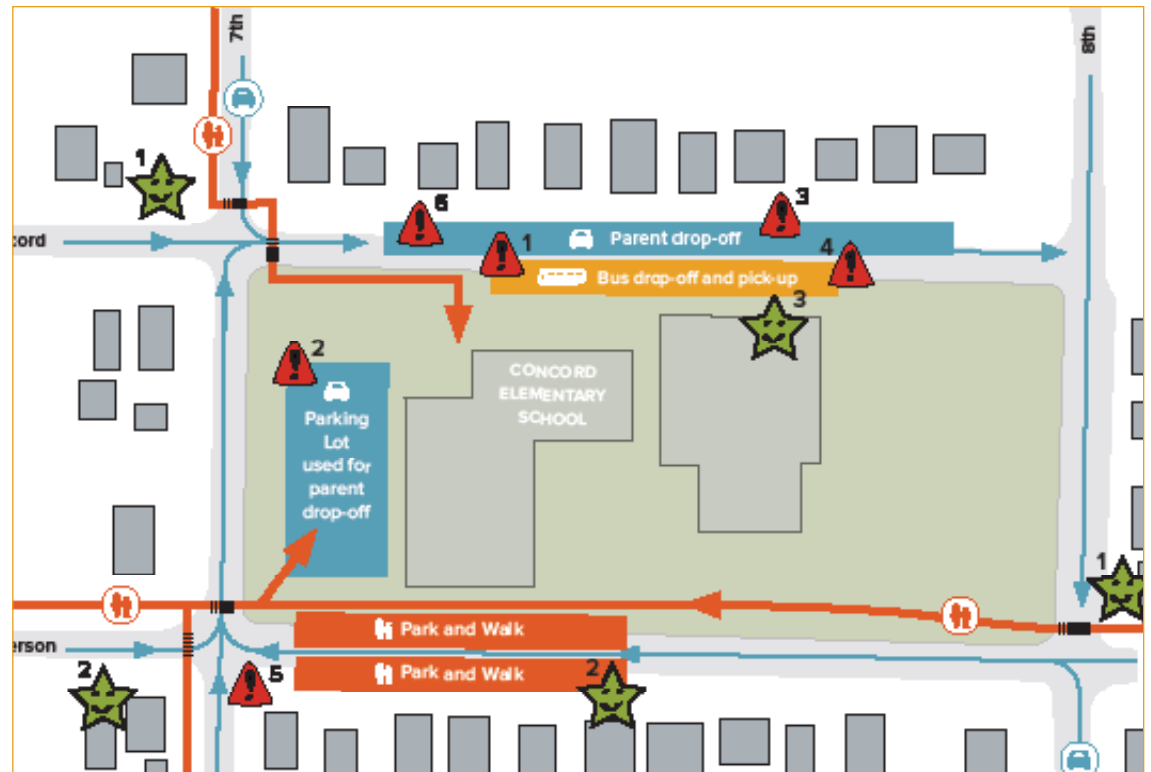 7th
8th
1
6
3
cord
Parent drop-off
1
4
Bus drop-off and pick-up
3
2
CONCORD
ELEMENTARY
SCHOOL
Parking
Lot
used for
parent
drop-off
1
Park and Walk
erson
Park and Walk
2
5
2